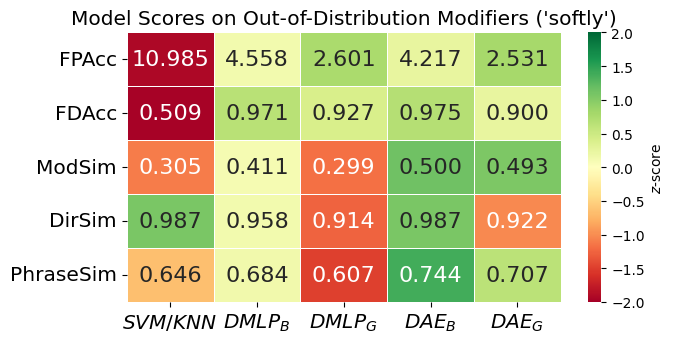 Model Scores on Out-of-Distribution Modifiers ('softly')
FPAcc 10.985 4.558 2.601 4.217 2.531
FDAcc 0.509 0.971 0.927 0.975 0.900
ModSim 0.305 0.411 0.299 0.500 0.493
DirSim 0.987 0.958 0.914 0.987 0.922
PhraseSim 0.646 0.684 0.607 0.744 0.707
SVM/KNN DMLP_B DMLP_G DAE_B DAE_G
2.0
1.5
1.0
0.5
0.0
−0.5
−1.0
−1.5
−2.0
z-score